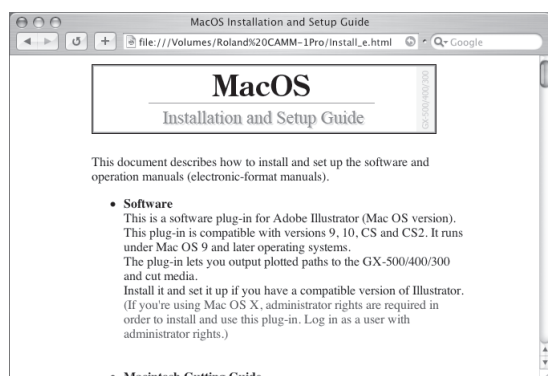 MacOS Installation and Setup Guide
file:///Volumes/Roland%20CAMM-1Pro/Install_e.html
Google
MacOS
Installation and Setup Guide
GX-500/400/300
This document describes how to install and set up the software and
operation manuals (electronic-format manuals).
• Software
This is a software plug-in for Adobe Illustrator (Mac OS version).
This plug-in is compatible with versions 9, 10, CS and CS2. It runs
under Mac OS 9 and later operating systems.
The plug-in lets you output plotted paths to the GX-500/400/300
and cut media.
Install it and set it up if you have a compatible version of Illustrator.
(If you're using Mac OS X, administrator rights are required in
order to install and use this plug-in. Log in as a user with
administrator rights.)
• Macintosh Cutting Guide